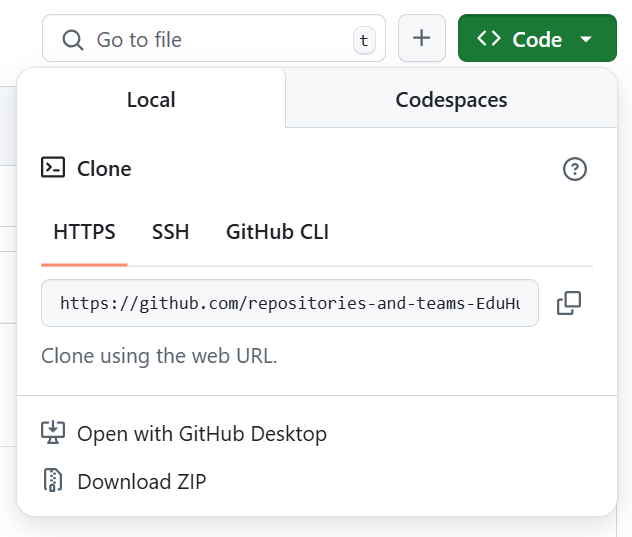 Go to file t Code
Local Codespaces
Clone
HTTPS SSH GitHub CLI
https://github.com/repositories-and-teams-EduHu
Clone using the web URL.
Open with GitHub Desktop
Download ZIP